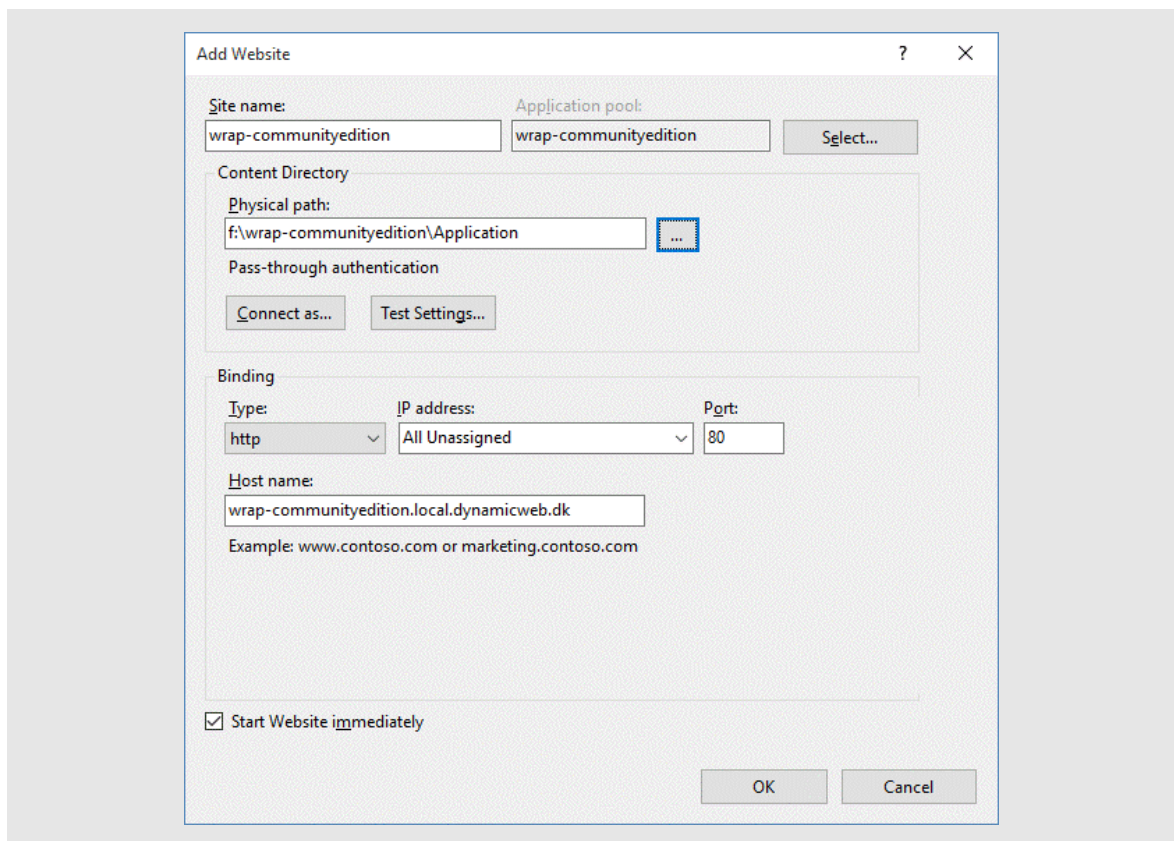 Add Website
?
Site name:
Application pool:
wrap-communityedition
wrap-communityedition
Select...
Content Directory
Physical path:
f:\wrap-communityedition\Application
...
Pass-through authentication
Connect as...
Test Settings...
Binding
Type:
IP address:
Port:
http
All Unassigned
80
Host name:
wrap-communityedition.local.dynamicweb.dk
Example: www.contoso.com or marketing.contoso.com
Start Website immediately
OK
Cancel